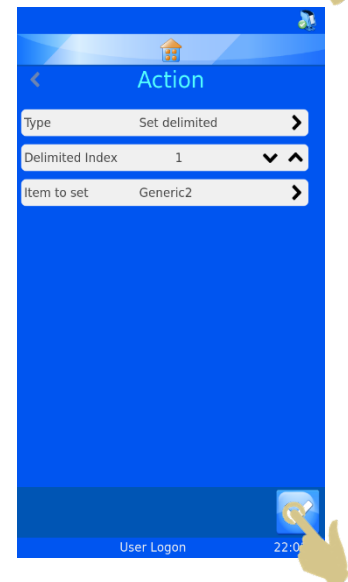 Action
Type Set delimited
Delimited Index 1
Item to set Generic2
User Logon